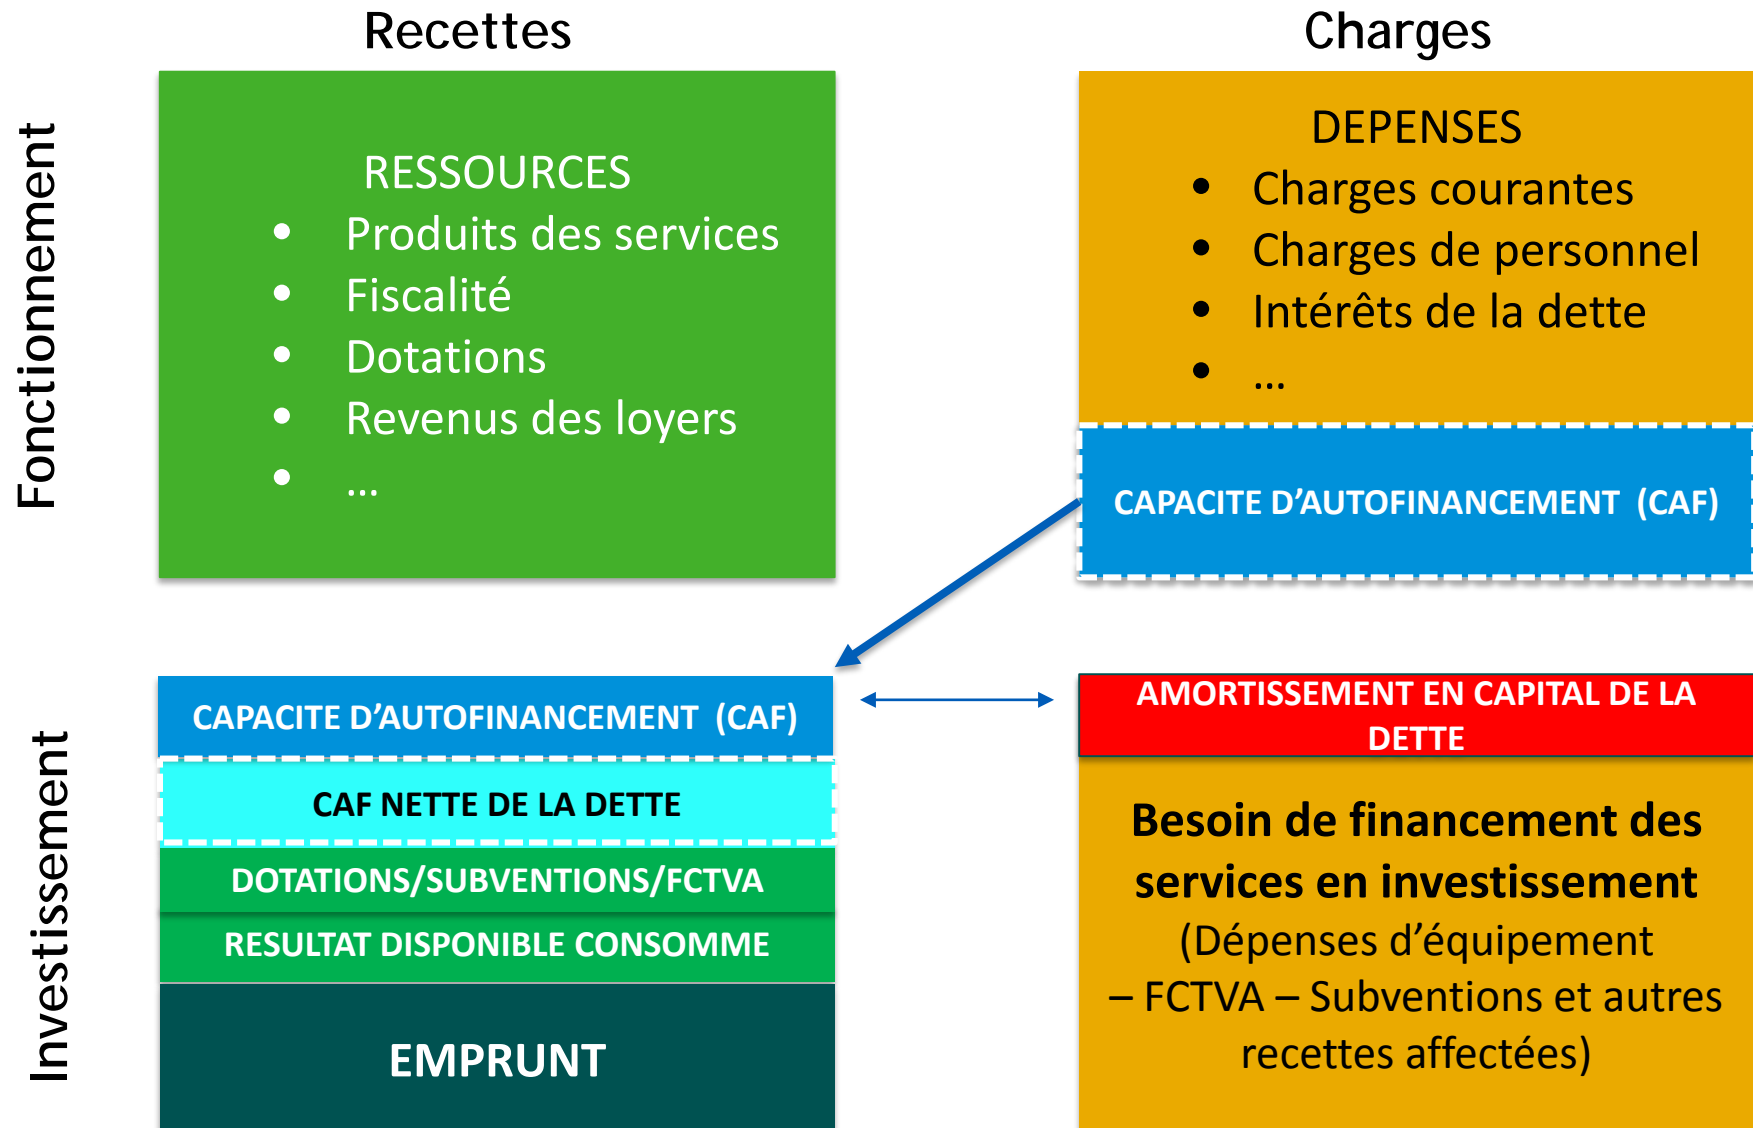 Recettes
Charges
Fonctionnement
RESSOURCES
• Produits des services
• Fiscalité
• Dotations
• Revenus des loyers
• ...
DEPENSES
• Charges courantes
• Charges de personnel
• Intérêts de la dette
• ...
CAPACITE D’AUTOFINANCEMENT (CAF)
Investissement
CAPACITE D’AUTOFINANCEMENT (CAF)
CAF NETTE DE LA DETTE
DOTATIONS/SUBVENTIONS/FCTVA
RESULTAT DISPONIBLE CONSOMME
EMPRUNT
AMORTISSEMENT EN CAPITAL DE LA
DETTE
Besoin de financement des
services en investissement
(Dépenses d’équipement
– FCTVA – Subventions et autres
recettes affectées)